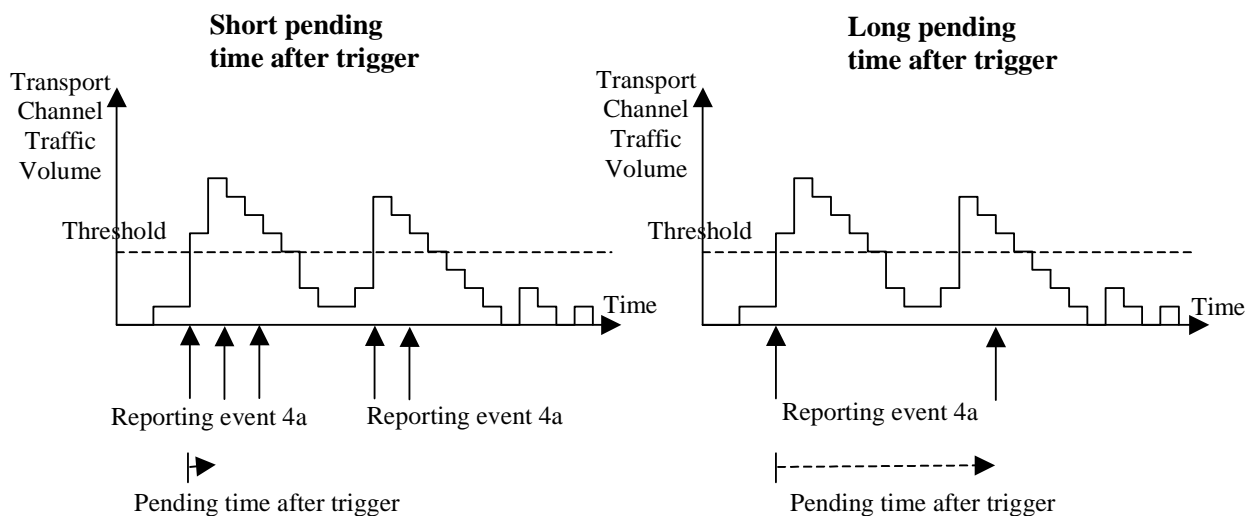 Short pending
time after trigger
Transport
Channel
Traffic
Volume
Threshold
Time
Reporting event 4a
Reporting event 4a
Pending time after trigger
Long pending
time after trigger
Transport
Channel
Traffic
Volume
Threshold
Time
Reporting event 4a
Pending time after trigger